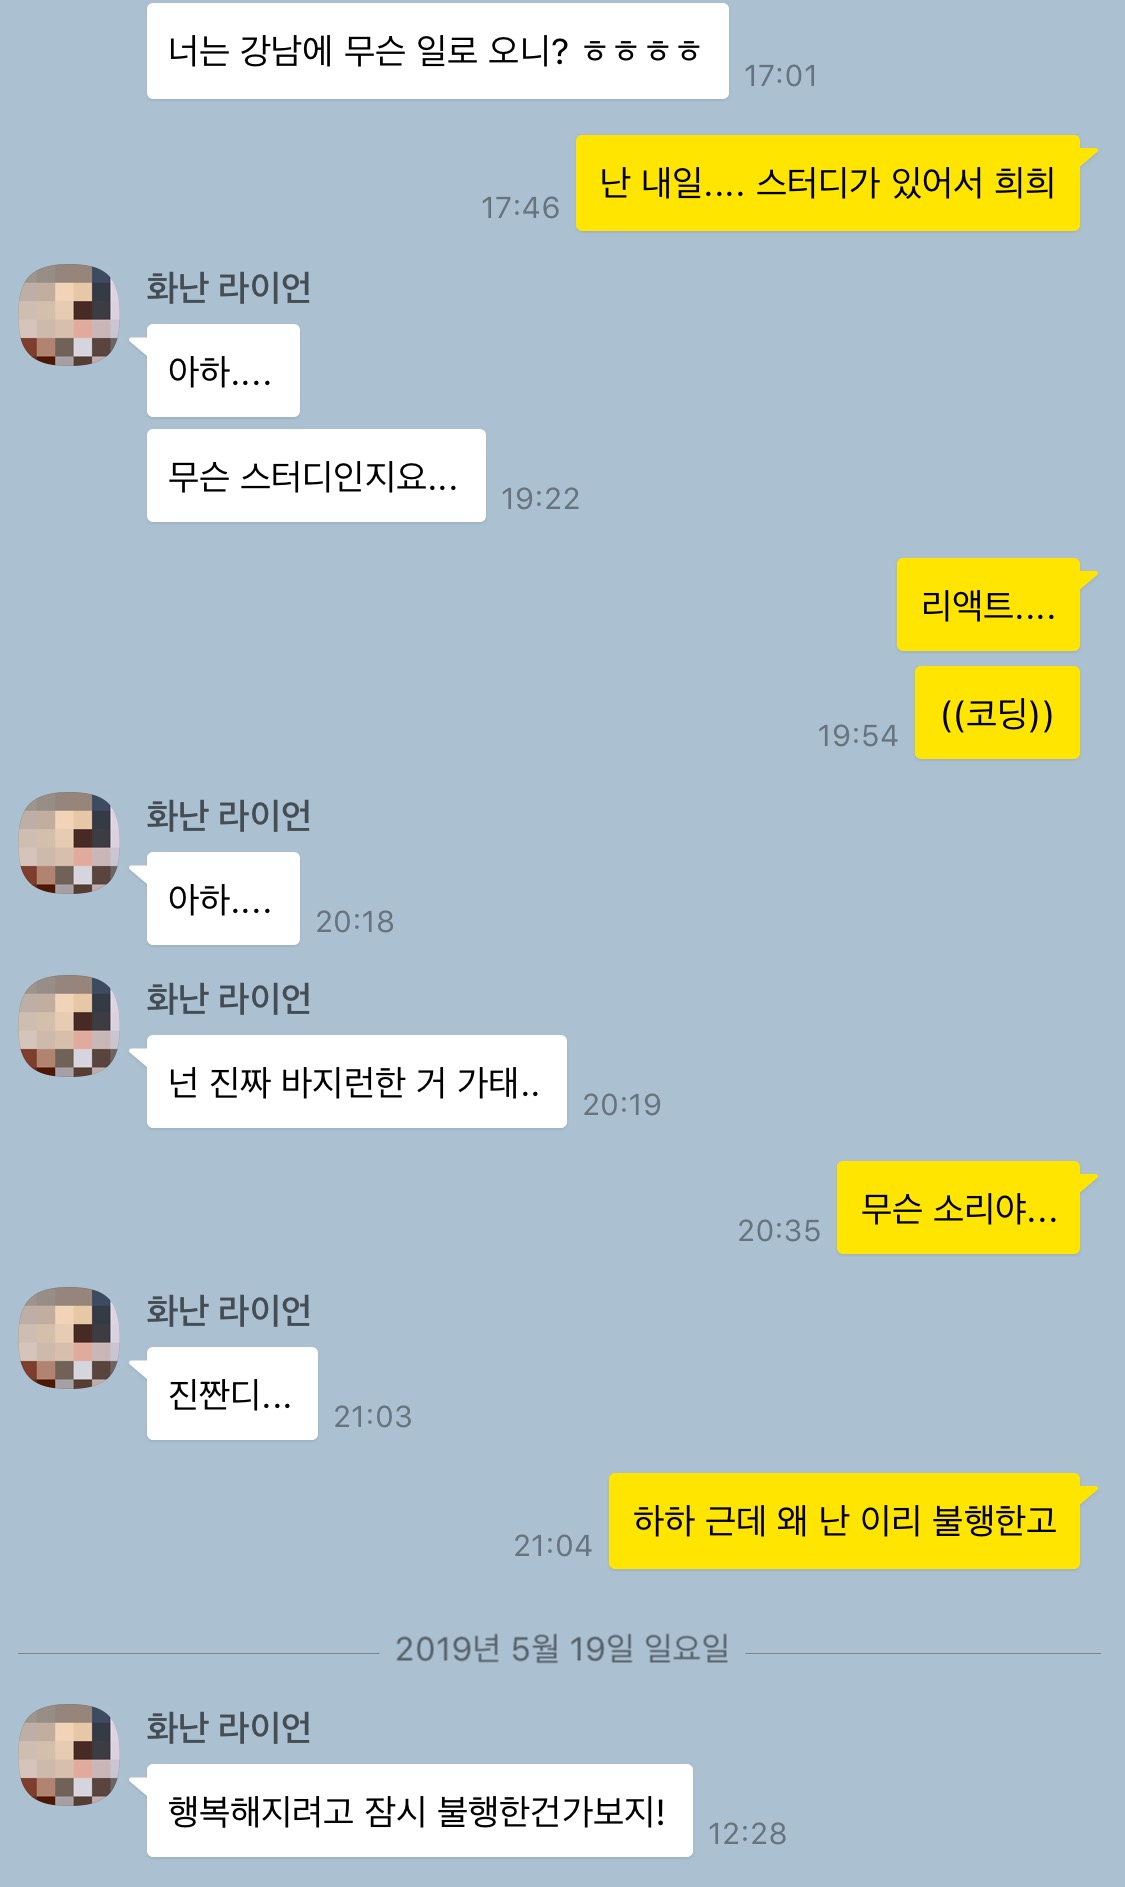 너는 강남에 무슨 일로 오니? ㅎㅎㅎㅎ
17:01
난 내일.... 스터디가 있어서 희희
17:46
화난 라이언
아하....
무슨 스터디인지요...
19:22
리액트....
((코딩))
19:54
화난 라이언
아하....
20:18
화난 라이언
넌 진짜 바지런한 거 가태..
20:19
무슨 소리야...
20:35
화난 라이언
진짠디...
21:03
하하 근데 왜 난 이리 불행한고
21:04
2019년 5월 19일 일요일
화난 라이언
행복해지려고 잠시 불행한건가보지!
12:28